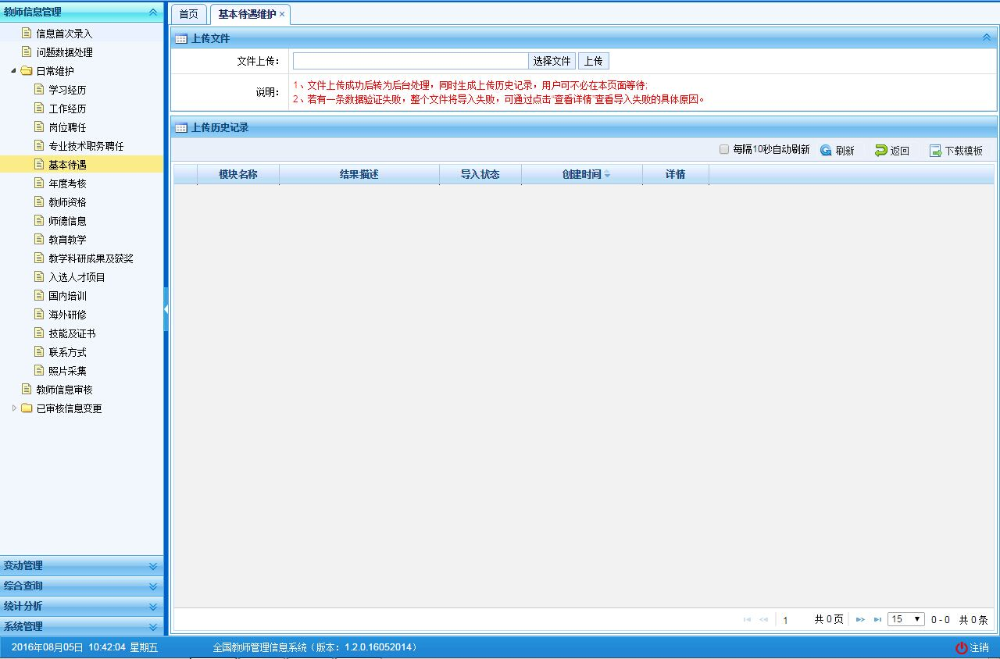 教师信息管理
信息首次录入
问题数据处理
日常维护
学习经历
工作经历
岗位聘任
专业技术职务聘任
基本待遇
年度考核
教师资格
师德信息
教育教学
教学科研成果及获奖
入选人才项目
国内培训
海外研修
技能及证书
联系方式
照片采集
教师信息审核
已审核信息变更
变动管理
综合查询
统计分析
系统管理
首页 基本待遇维护 ×
上传文件
文件上传： 选择文件 上传
说明：
1、文件上传成功后转为后台处理，同时生成上传历史记录，用户可不必在本页面等待;
2、若有一条数据验证失败，整个文件将导入失败，可通过点击“查看详情”查看导入失败的具体原因。
上传历史记录
每隔10秒自动刷新 刷新 返回 下载模板
模块名称 结果描述 导入状态 创建时间 详情
1 共 0 页 15 0 - 0 共 0 条
2016年08月05日 10:42:04 星期五 全国教师管理信息系统（版本：1.2.0.16052014） 注销